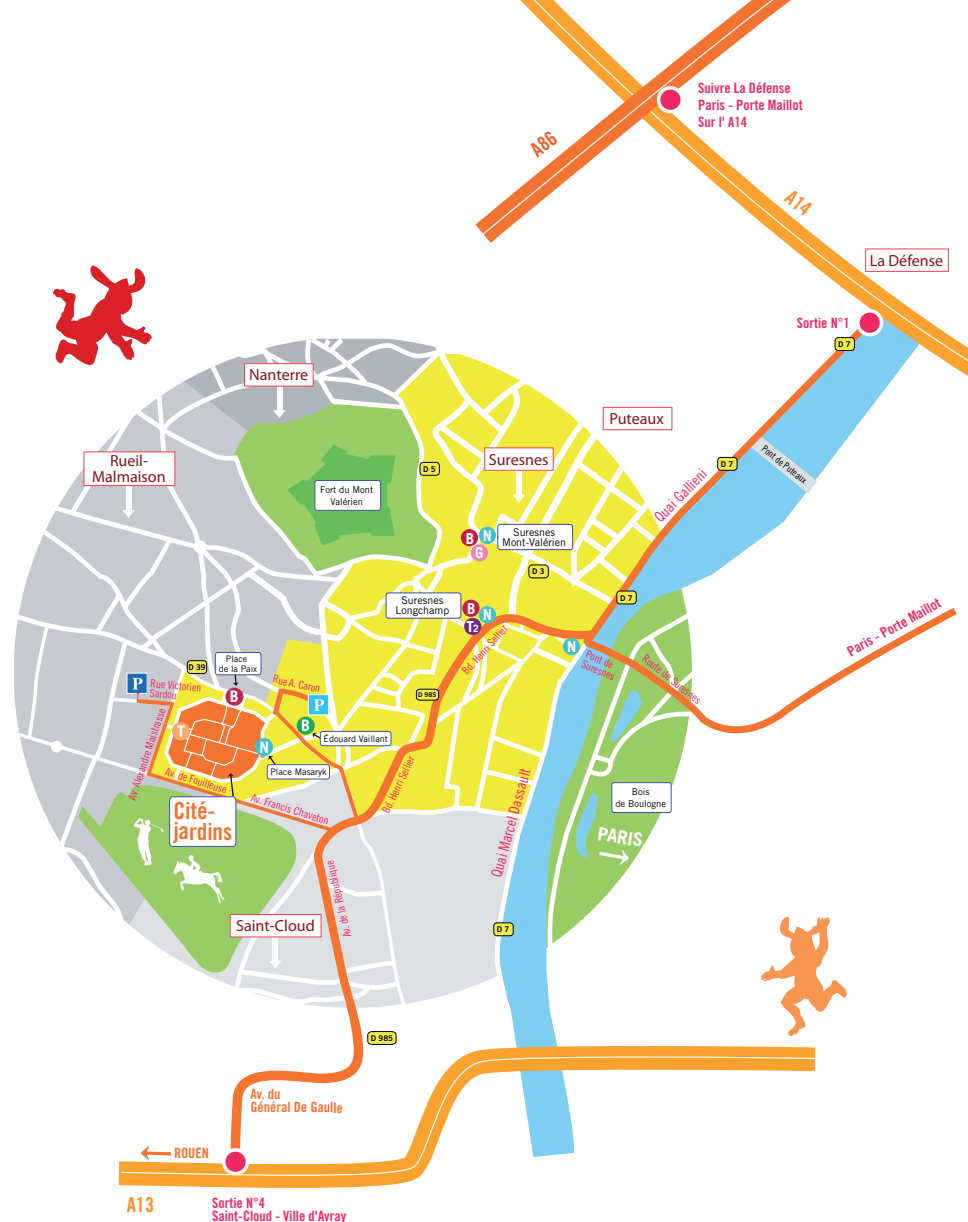 Suivre La Défense
Paris - Porte Maillot
Sur l' A14
A86
A14
La Défense
Sortie N°1
D 7
Nanterre
Puteaux
Rueil-
Malmaison
Suresnes
D 5
D 7
Pont de Puteaux
Quai Gallieni
Fort du Mont
Valérien
B
N
G
Suresnes
Mont-Valérien
D 3
D 7
Suresnes
Longchamp
B
N
T2
Bd. Henri Sellier
N
Pont de
Suresnes
Route de Suresnes
Paris - Porte Maillot
Place
de la Paix
D 39
P
Rue Victorien
Sardou
B
Rue A. Caron
P
D 985
T
B
Édouard Vaillant
N
Place Masaryk
Av. Alexandre Maistrasse
Av. de Fouilleuse
Av. Francis Chaveton
Bd. Henri Sellier
Quai Marcel Dassault
Bois
de Boulogne
PARIS
Cité-
jardins
Av. de la République
Saint-Cloud
D 7
D 985
Av. du
Général De Gaulle
ROUEN
A13
Sortie N°4
Saint-Cloud - Ville d'Avray